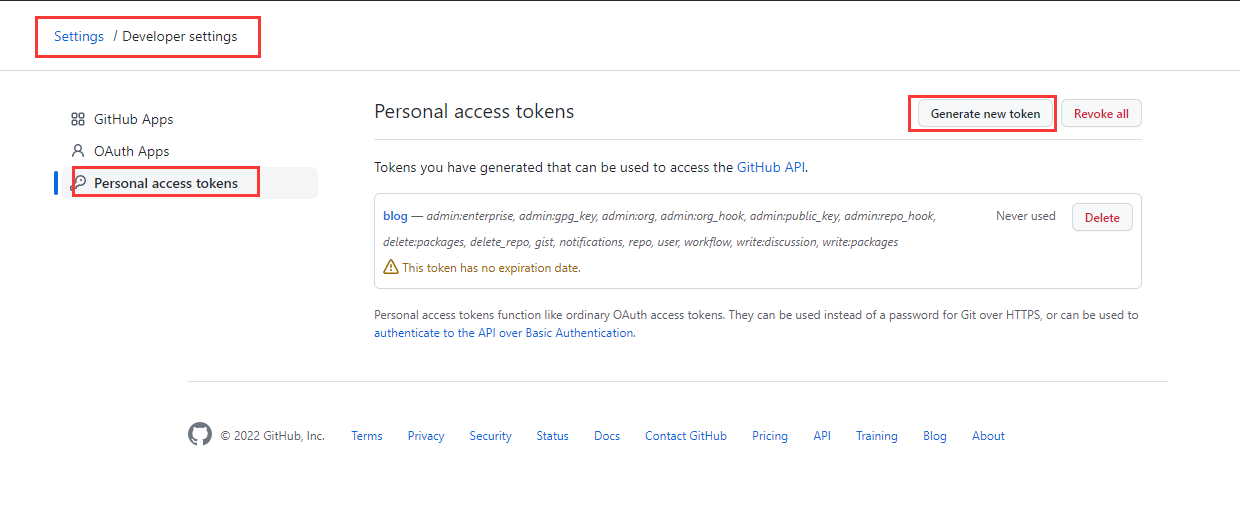 Settings / Developer settings
GitHub Apps
OAuth Apps
Personal access tokens
Personal access tokens
Generate new token
Revoke all
Tokens you have generated that can be used to access the GitHub API.
blog — admin:enterprise, admin:gpg_key, admin:org, admin:org_hook, admin:public_key, admin:repo_hook,
delete:packages, delete_repo, gist, notifications, repo, user, workflow, write:discussion, write:packages
Never used
Delete
This token has no expiration date.
Personal access tokens function like ordinary OAuth access tokens. They can be used instead of a password for Git over HTTPS, or can be used to
authenticate to the API over Basic Authentication.
© 2022 GitHub, Inc. Terms Privacy Security Status Docs Contact GitHub Pricing API Training Blog About